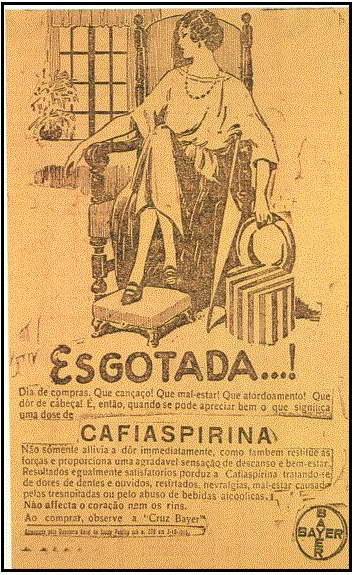 ESGOTADA...!
Dia de compras. Que cançaço! Que mal-estar! Que atordoamento! Que
dôr de cabeça! E, então, quando se pode apreciar bem o que significa
uma dose de
CAFIASPIRINA
Não sómente allivia a dôr immediatamente, como tambem restitue as
forças e proporciona uma agradavel sensação de descanso e bem-estar.
Resultados egualmente satisfatorios porduz a Cafiaspirina tratando-se
de dores de dentes e ouvidos, resfriados, nevralgias, mal-estar causado
pelas tresnoitadas ou pelo abuso de bebidas alcoolicas.
Não affecta o coração nem os rins.
Ao comprar, observe a "Cruz Bayer"
BAYER
BAYER